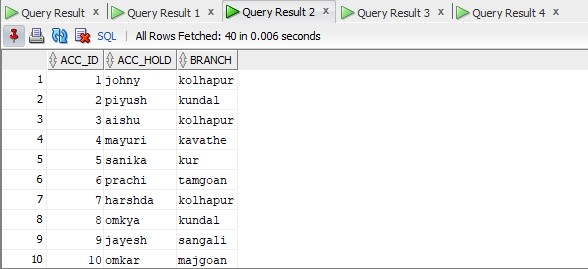 Query Result x Query Result 1 x Query Result 2 x Query Result 3 x Query Result 4 x
SQL | All Rows Fetched: 40 in 0.006 seconds
ACC_ID ACC_HOLD BRANCH
1 1 johny kolhapur
2 2 piyush kundal
3 3 aishu kolhapur
4 4 mayuri kavathe
5 5 sanika kur
6 6 prachi tamgoan
7 7 harshda kolhapur
8 8 omkya kundal
9 9 jayesh sangali
10 10 omkar majgoan